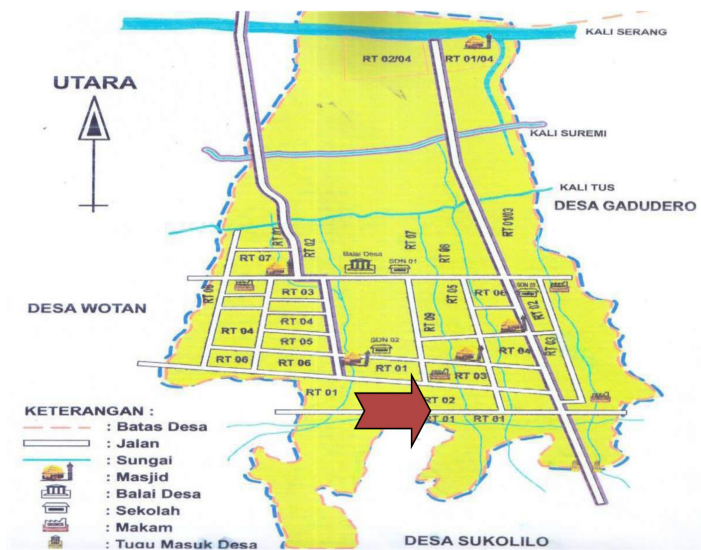 KALI SERANG
RT 02/04
RT 01/04
UTARA
KALI SUREMI
KALI TUS
DESA GADUDERO
RT 01/03
RT 02
RT 07
RT 08
RT 07
Balai Desa
SDN 01
RT 05
RT 06
SDN 03
RT 02
RT 03
DESA WOTAN
RT 04
RT 04
RT 09
RT 04
RT 03
RT 05
SDN 02
RT 06
RT 06
RT 01
RT 03
RT 01
RT 02
RT 01
RT 01
KETERANGAN :
: Batas Desa
: Jalan
: Sungai
: Masjid
: Balai Desa
: Sekolah
: Makam
: Tugu Masuk Desa
DESA SUKOLILO